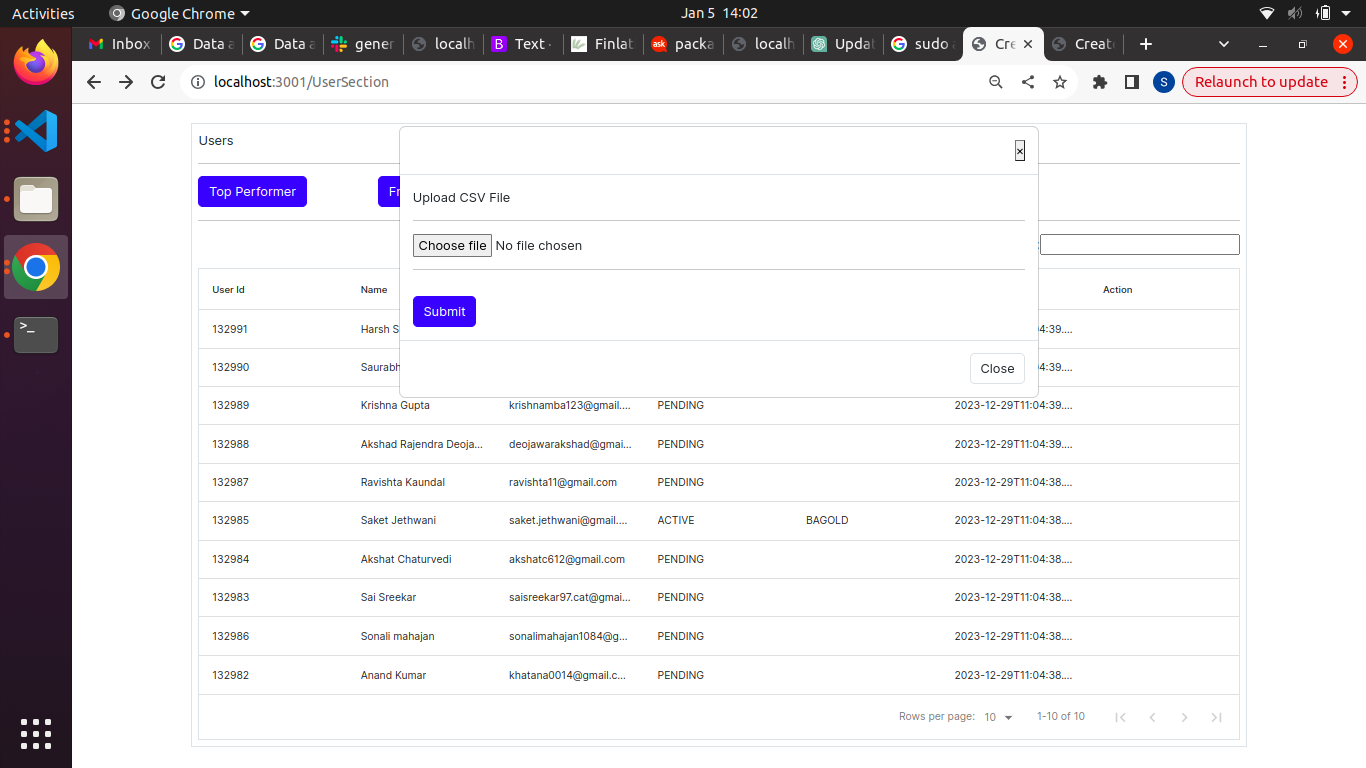 Activities Google Chrome Jan 5 14:02
Inbox Data a Data a gener localh Text · Finlat packa localh Updat sudo a Cre Create
localhost:3001/UserSection Relaunch to update
Users
Top Performer Fr
×
Upload CSV File
Choose file No file chosen
Submit
Close
User Id Name Action
132991 Harsh S 04:39....
132990 Saurabh 04:39....
132989 Krishna Gupta krishnamba123@gmail.... PENDING 2023-12-29T11:04:39....
132988 Akshad Rajendra Deoja... deojawarakshad@gmai... PENDING 2023-12-29T11:04:39....
132987 Ravishta Kaundal ravishta11@gmail.com PENDING 2023-12-29T11:04:38....
132985 Saket Jethwani saket.jethwani@gmail.... ACTIVE BAGOLD 2023-12-29T11:04:38....
132984 Akshat Chaturvedi akshatc612@gmail.com PENDING 2023-12-29T11:04:38....
132983 Sai Sreekar saisreekar97.cat@gmai... PENDING 2023-12-29T11:04:38....
132986 Sonali mahajan sonalimahajan1084@g... PENDING 2023-12-29T11:04:38....
132982 Anand Kumar khatana0014@gmail.c... PENDING 2023-12-29T11:04:38....
Rows per page: 10 1-10 of 10